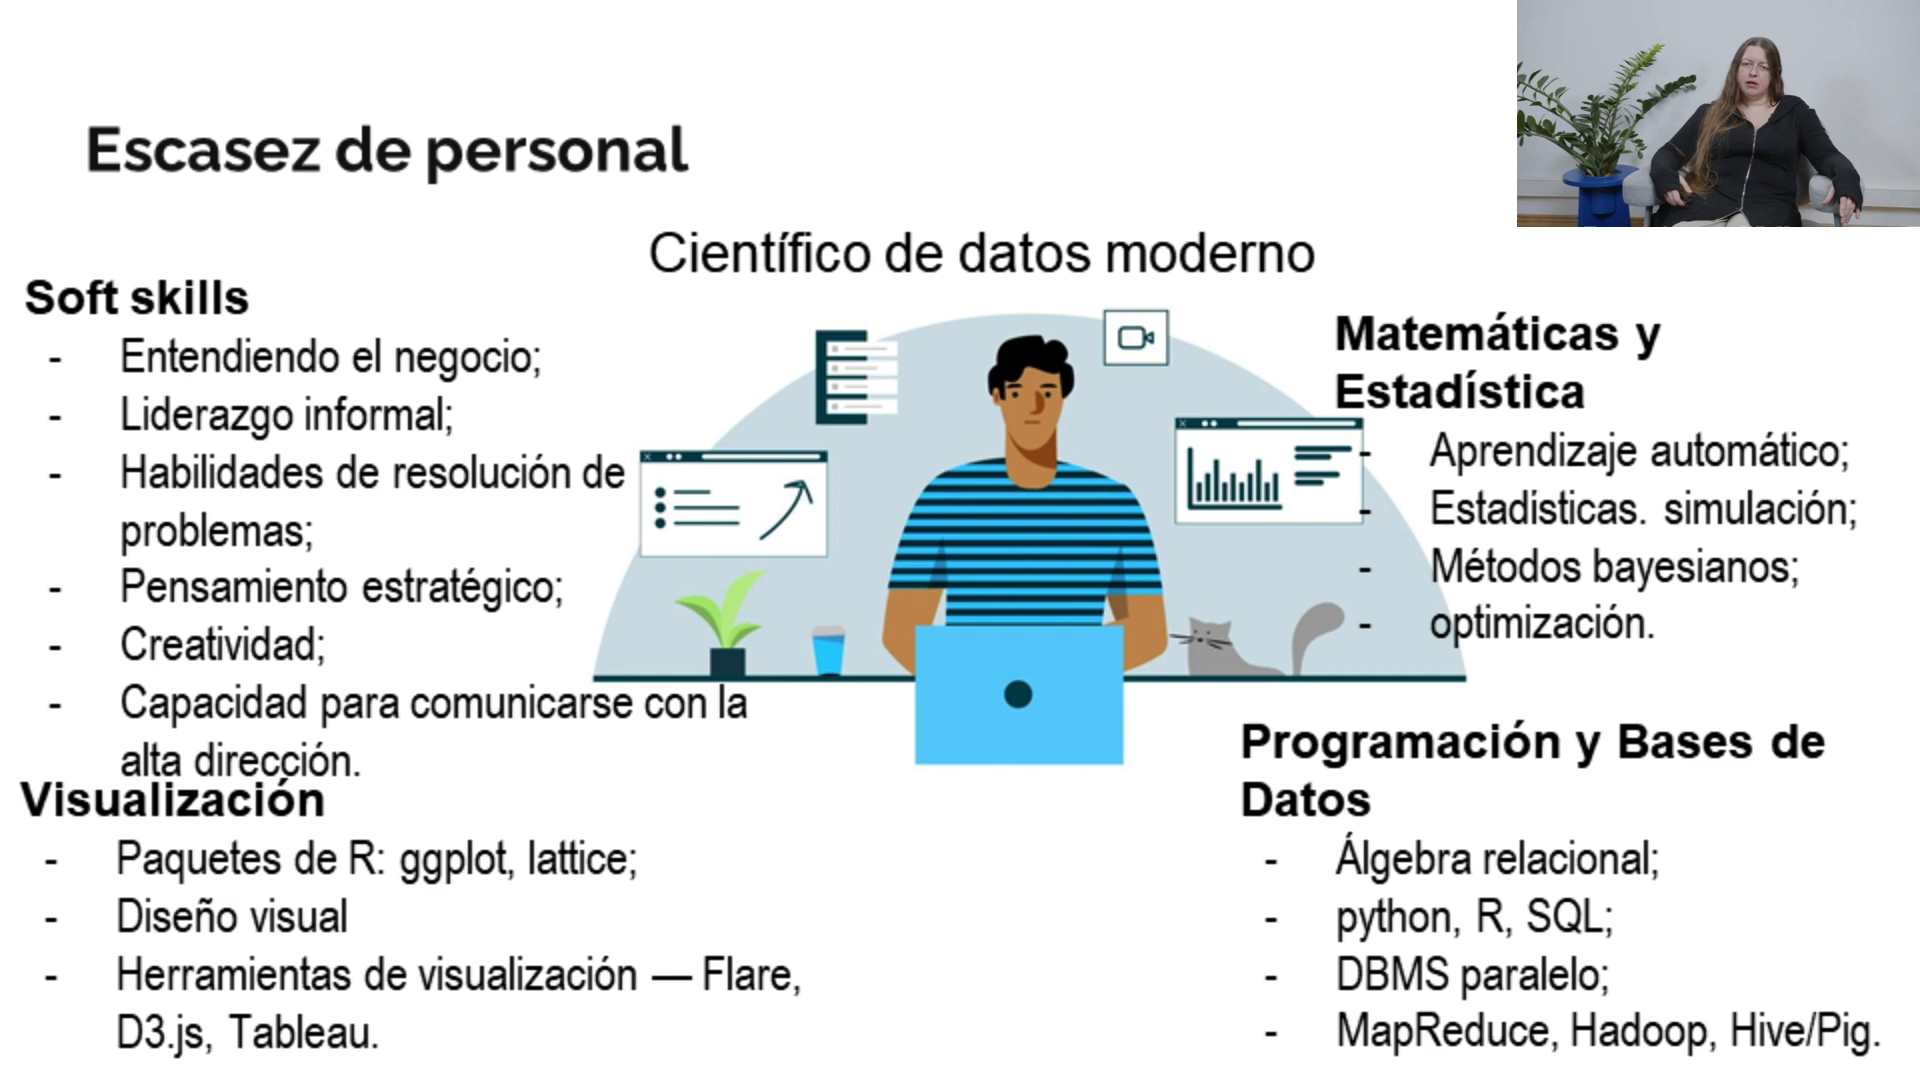 Escasez de personal
Científico de datos moderno
Soft skills
- Entendiendo el negocio;
- Liderazgo informal;
- Habilidades de resolución de
problemas;
- Pensamiento estratégico;
- Creatividad;
- Capacidad para comunicarse con la
alta dirección.
Visualización
- Paquetes de R: ggplot, lattice;
- Diseño visual
- Herramientas de visualización — Flare,
D3.js, Tableau.
Matemáticas y
Estadística
- Aprendizaje automático;
- Estadisticas. simulación;
- Métodos bayesianos;
- optimización.
Programación y Bases de
Datos
- Álgebra relacional;
- python, R, SQL;
- DBMS paralelo;
- MapReduce, Hadoop, Hive/Pig.